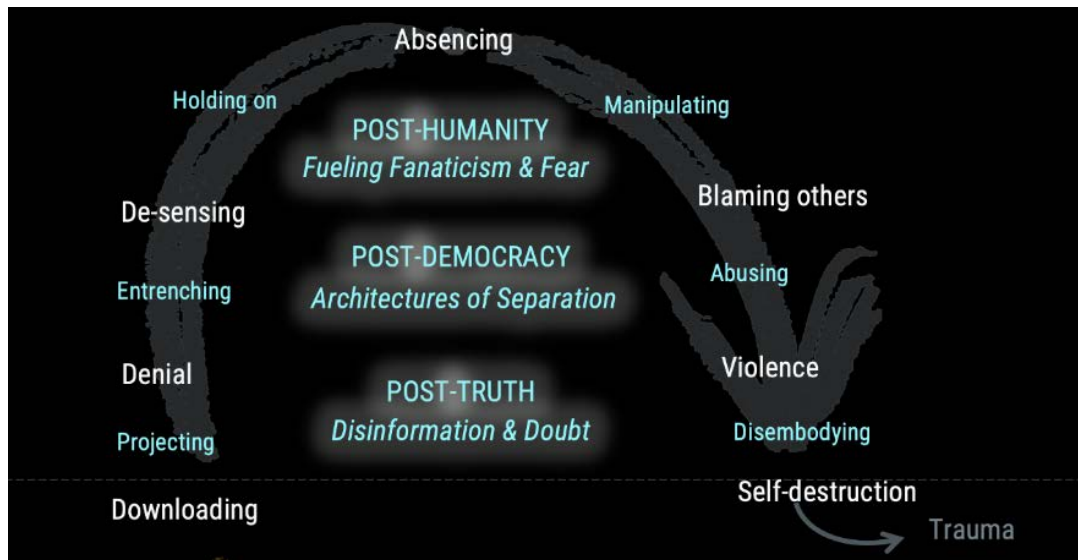 Absencing
Holding on
Manipulating
POST-HUMANITY
Fueling Fanaticism & Fear
De-sensing
Blaming others
POST-DEMOCRACY
Architectures of Separation
Entrenching
Abusing
Denial
Violence
POST-TRUTH
Disinformation & Doubt
Projecting
Disembodying
Self-destruction
Downloading
Trauma